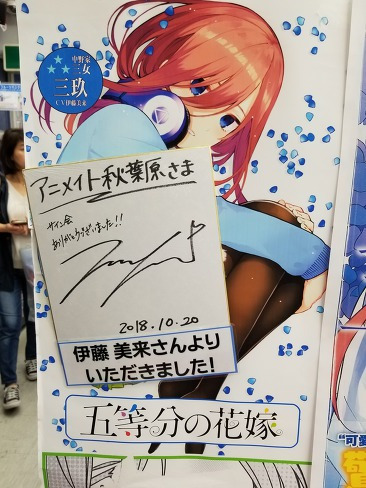 中野家
三女
三玖
CV伊藤美来
アニメイト秋葉原さま
サイン会
ありがとうございました!!
2018.10.20
伊藤 美来さんより
いただきました!
五等分の花嫁
"可愛